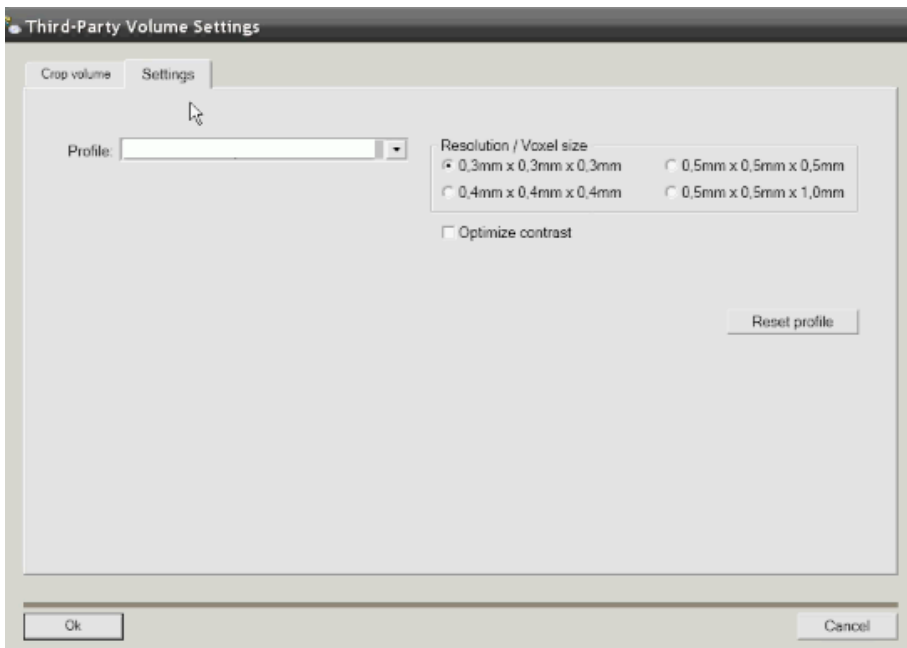 Third-Party Volume Settings
Crop volume Settings
Profile:
Resolution / Voxel size
0,3mm x 0,3mm x 0,3mm 0,5mm x 0,5mm x 0,5mm
0,4mm x 0,4mm x 0,4mm 0,5mm x 0,5mm x 1,0mm
Optimize contrast
Reset profile
Ok Cancel